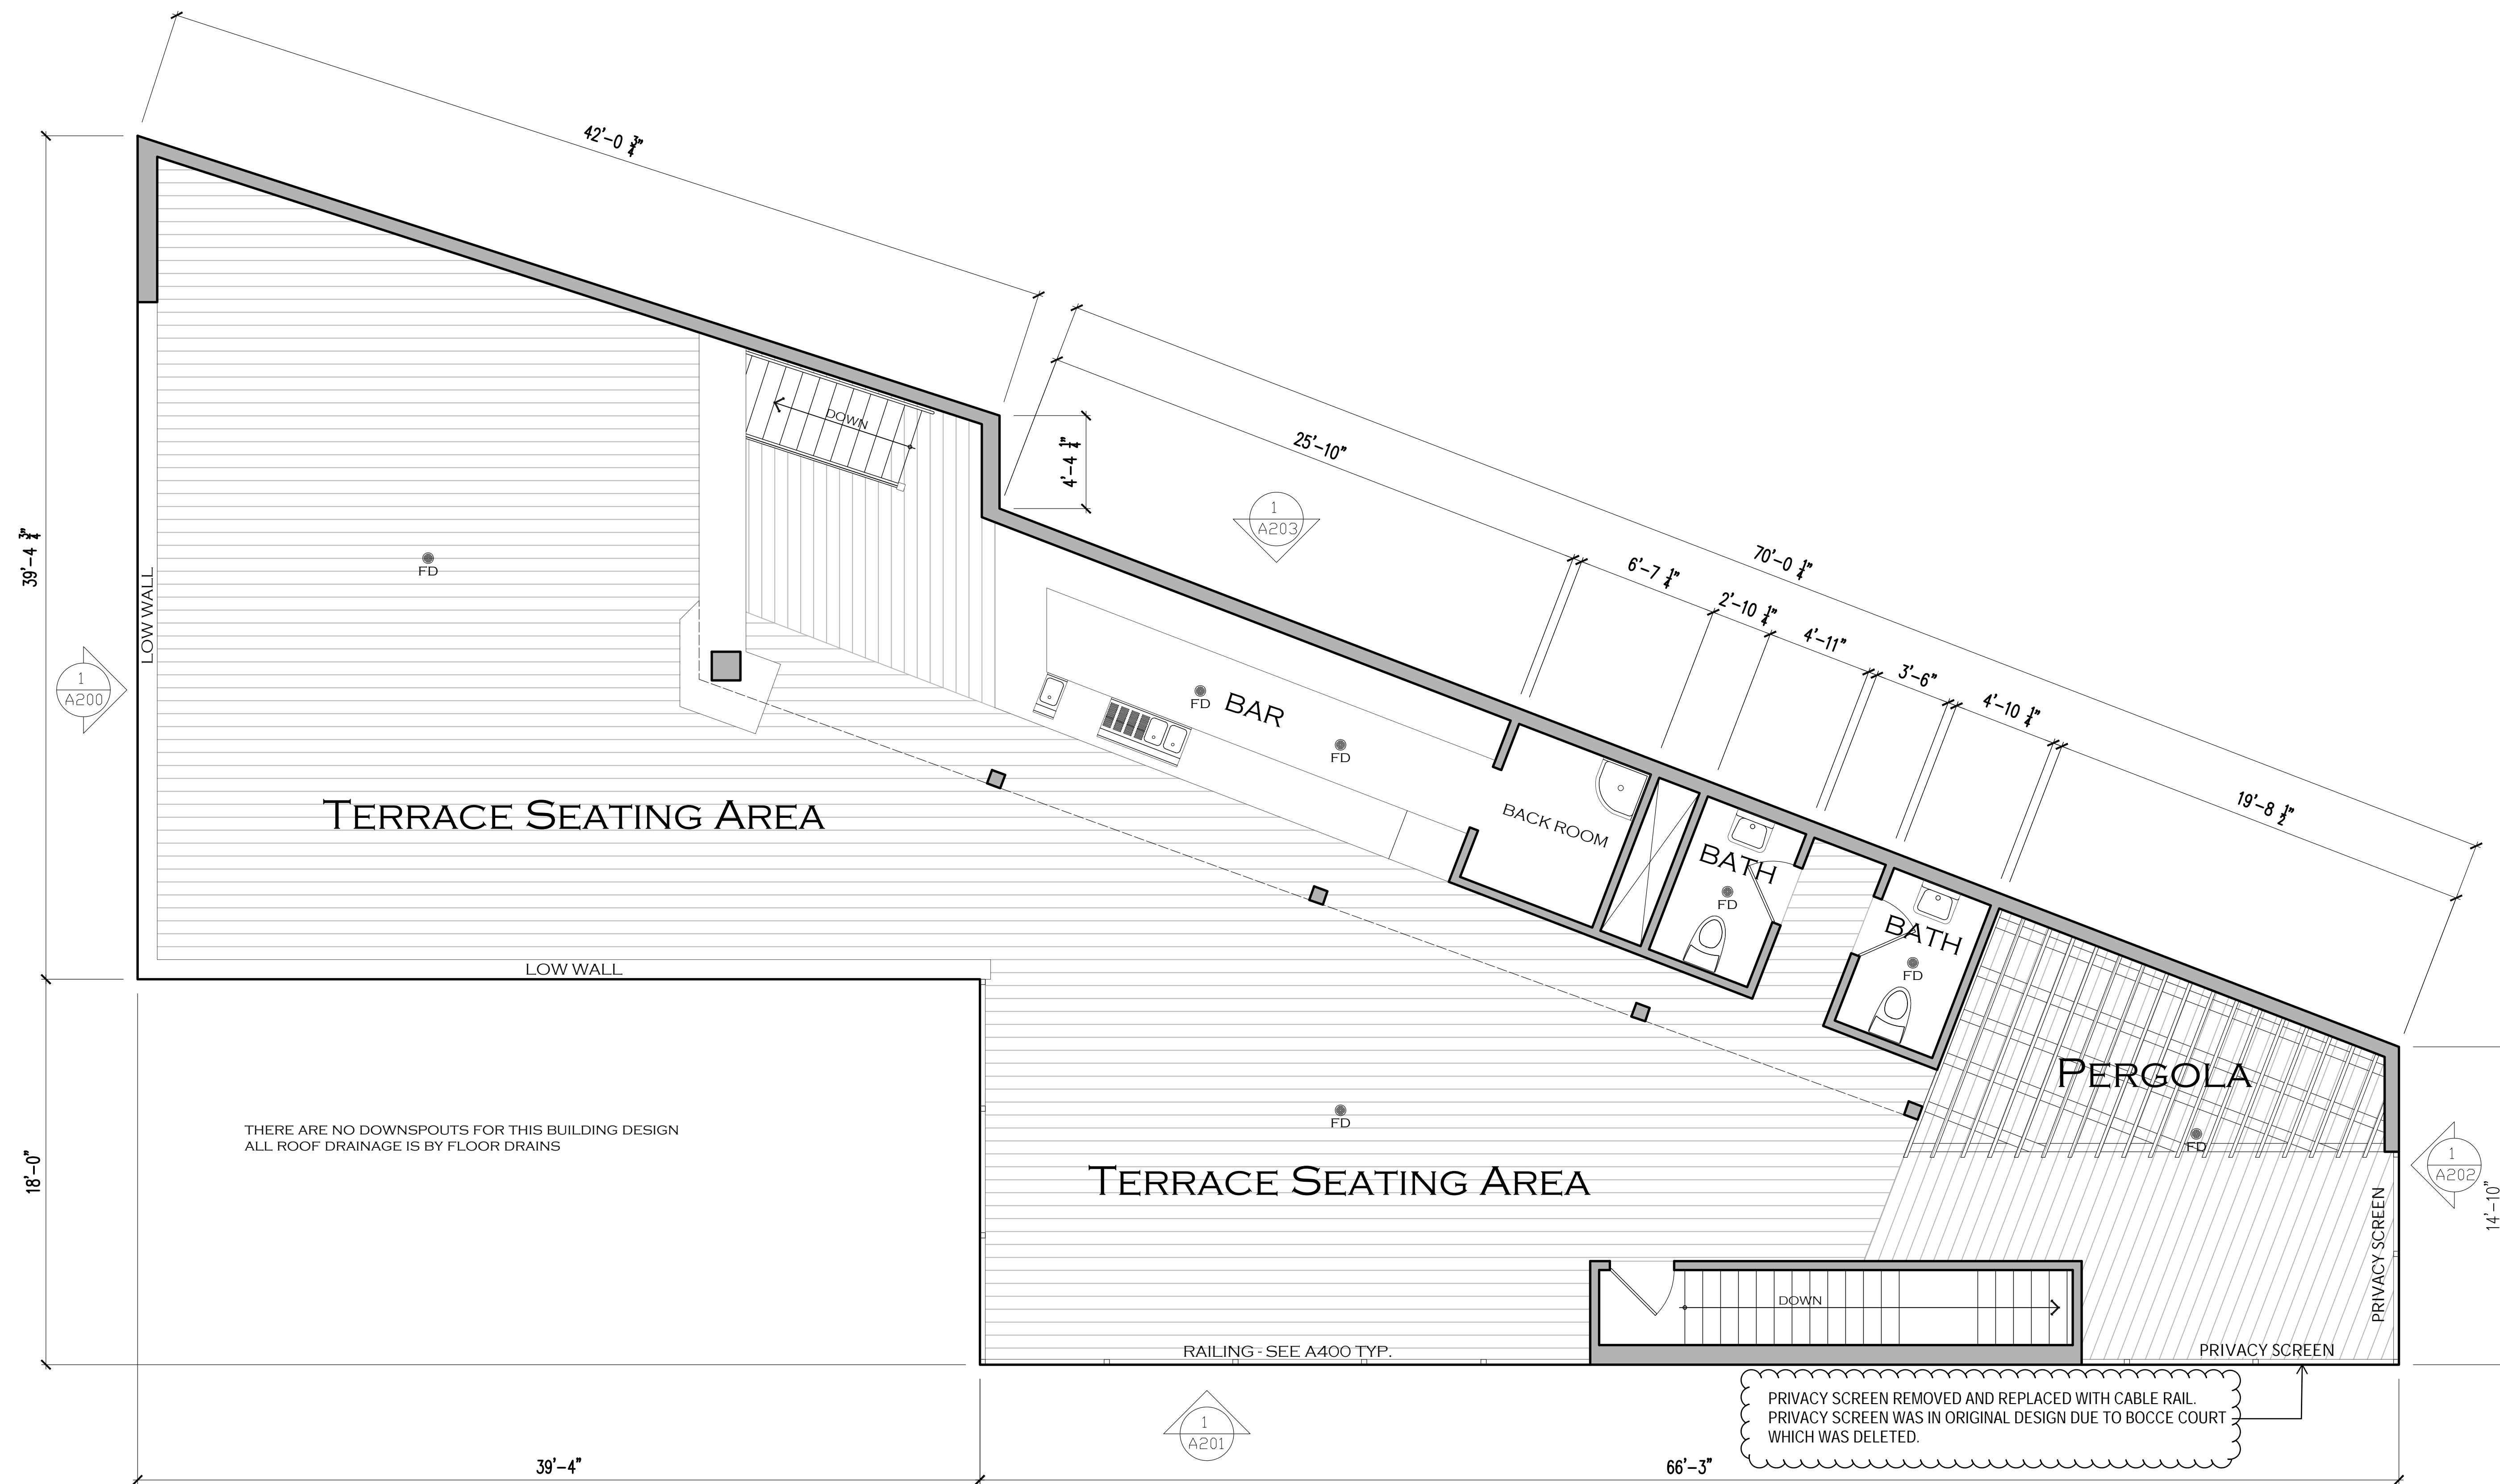 42'-0 3/4"
39'-4 3/4"
DOWN
4'-4 1/4"
25'-10"
70'-0 1/4"
1
A203
6'-7 1/4"
2'-10 1/4"
4'-11"
3'-6"
4'-10 1/4"
19'-8 1/2"
FD
LOW WALL
1
A200
FD
BAR
FD
TERRACE SEATING AREA
BACK ROOM
BATH
FD
BATH
FD
LOW WALL
PERGOLA
FD
FD
THERE ARE NO DOWNSPOUTS FOR THIS BUILDING DESIGN
ALL ROOF DRAINAGE IS BY FLOOR DRAINS
18'-0"
TERRACE SEATING AREA
1
A202
14'-10"
PRIVACY SCREEN
DOWN
RAILING - SEE A400 TYP.
PRIVACY SCREEN
PRIVACY SCREEN REMOVED AND REPLACED WITH CABLE RAIL.
PRIVACY SCREEN WAS IN ORIGINAL DESIGN DUE TO BOCCE COURT
WHICH WAS DELETED.
1
A201
39'-4"
66'-3"